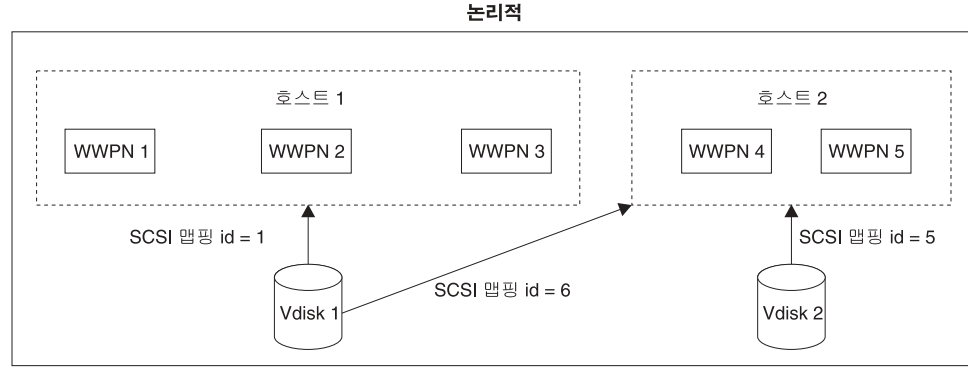 논리적
호스트 1
호스트 2
WWPN 1
WWPN 2
WWPN 3
WWPN 4
WWPN 5
SCSI 맵핑 id = 1
SCSI 맵핑 id = 5
SCSI 맵핑 id = 6
Vdisk 1
Vdisk 2